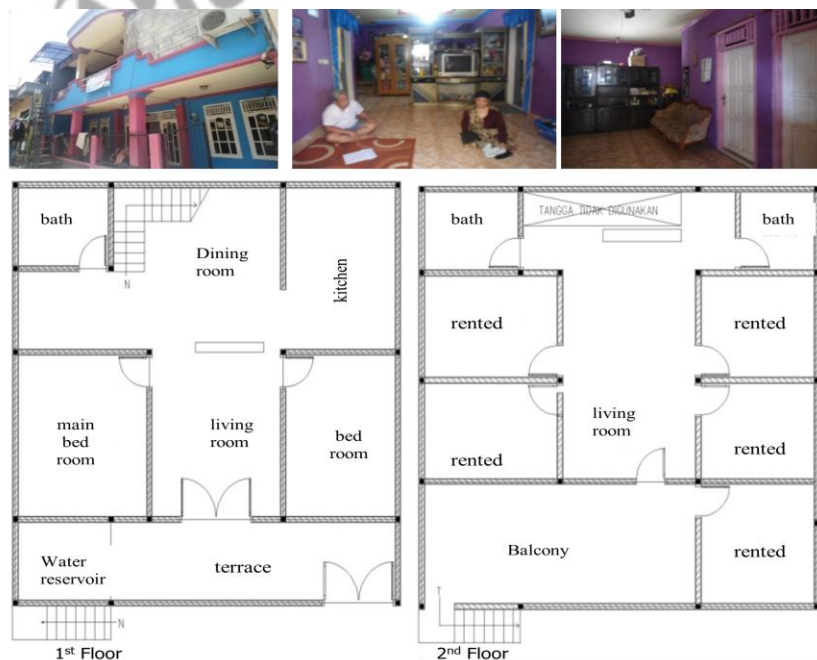 bath
Dining
room
kitchen
N
main
bed
room
living
room
bed
room
Water
reservoir
terrace
N
1st Floor
bath
TANGGA TIDAK DIGUNAKAN
bath
rented
rented
living
room
rented
rented
Balcony
rented
T
2nd Floor